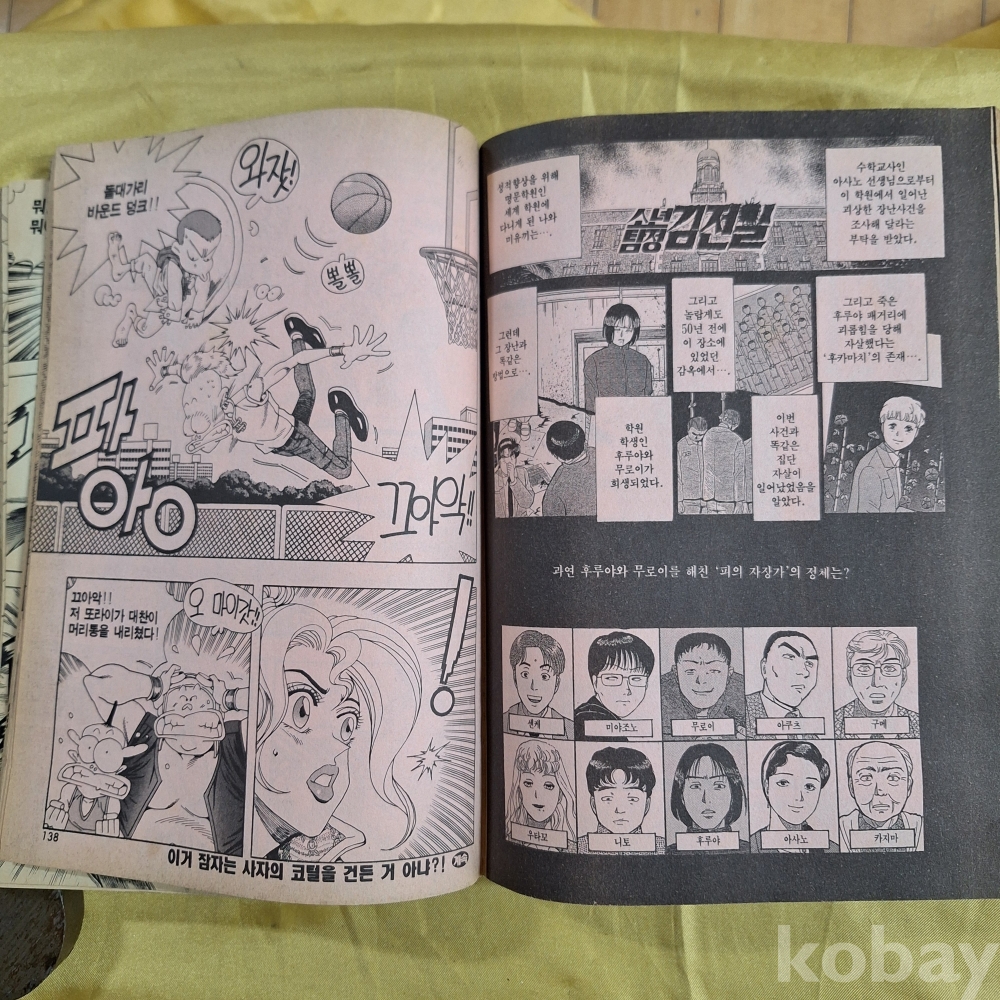 돌대가리
바운드 덩크!!
와잣!
뽈뽈
꽈
아아
끄아악!!
끄아악!!
저 또라이가 대찬이
머리통을 내리쳤다!
오 마이갓!!
!
138
이거 잠자는 사자의 코털을 건든 거 아냐?!
계속
성적향상을 위해
명문학원인
세계 학원에
다니게 된 나와
미유끼는….
소년
탐정
김전일
수학교사인
아사노 선생님으로부터
이 학원에서 일어난
괴상한 장난사건을
조사해 달라는
부탁을 받았다.
그런데
그 장난과
똑같은
방법으로….
그리고
놀랍게도
50년 전에
이 장소에
있었던
감옥에서….
그리고 죽은
후루야 패거리에
괴롭힘을 당해
자살했다는
'후카마치'의 존재….
학원
학생인
후루야와
무로이가
희생되었다.
이번
사건과
똑같은
집단
자살이
일어났었음을
알았다.
과연 후루야와 무로이를 해친 '피의 자장가'의 정체는?
센케
미야조노
무로이
아쿠츠
구배
우타모
니토
후루야
아사노
카지마
kobay